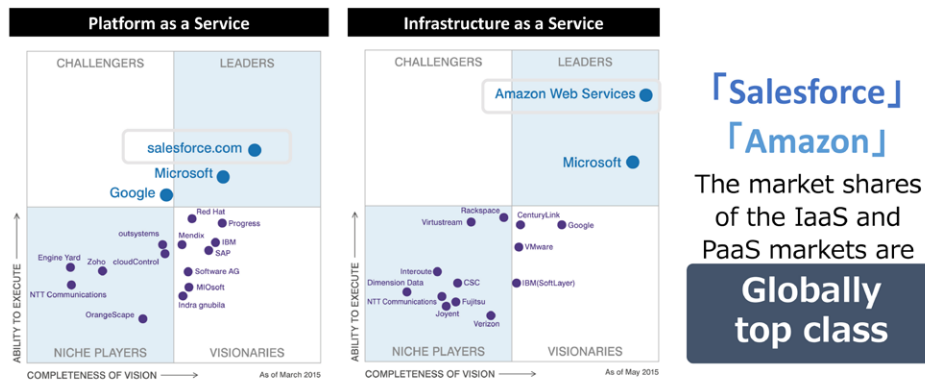 Platform as a Service
CHALLENGERS
LEADERS
salesforce.com
Microsoft
Google
Red Hat
Progress
Mendix
outsystems
IBM
SAP
cloudControl
Engine Yard
Zoho
Software AG
NTT Communications
MIOsoft
Indra gnubila
OrangeScape
NICHE PLAYERS
VISIONARIES
ABILITY TO EXECUTE
COMPLETENESS OF VISION
As of March 2015
Infrastructure as a Service
CHALLENGERS
LEADERS
Amazon Web Services
Microsoft
Rackspace
Virtustream
CenturyLink
Google
VMware
Interoute
Dimension Data
CSC
IBM(SoftLayer)
NTT Communications
Fujitsu
Joyent
Verizon
NICHE PLAYERS
VISIONARIES
ABILITY TO EXECUTE
COMPLETENESS OF VISION
As of May 2015
「Salesforce」
「Amazon」
The market shares
of the IaaS and
PaaS markets are
Globally
top class